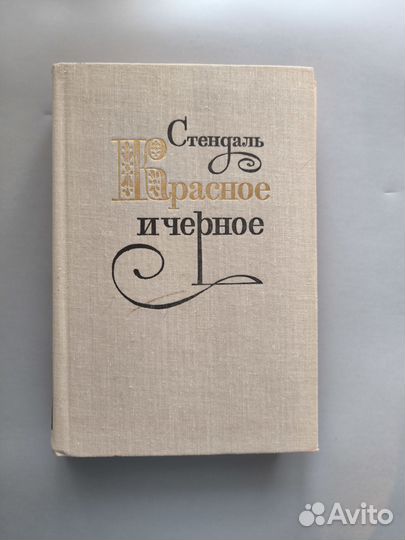 Стендаль
Красное
и черное
Avito